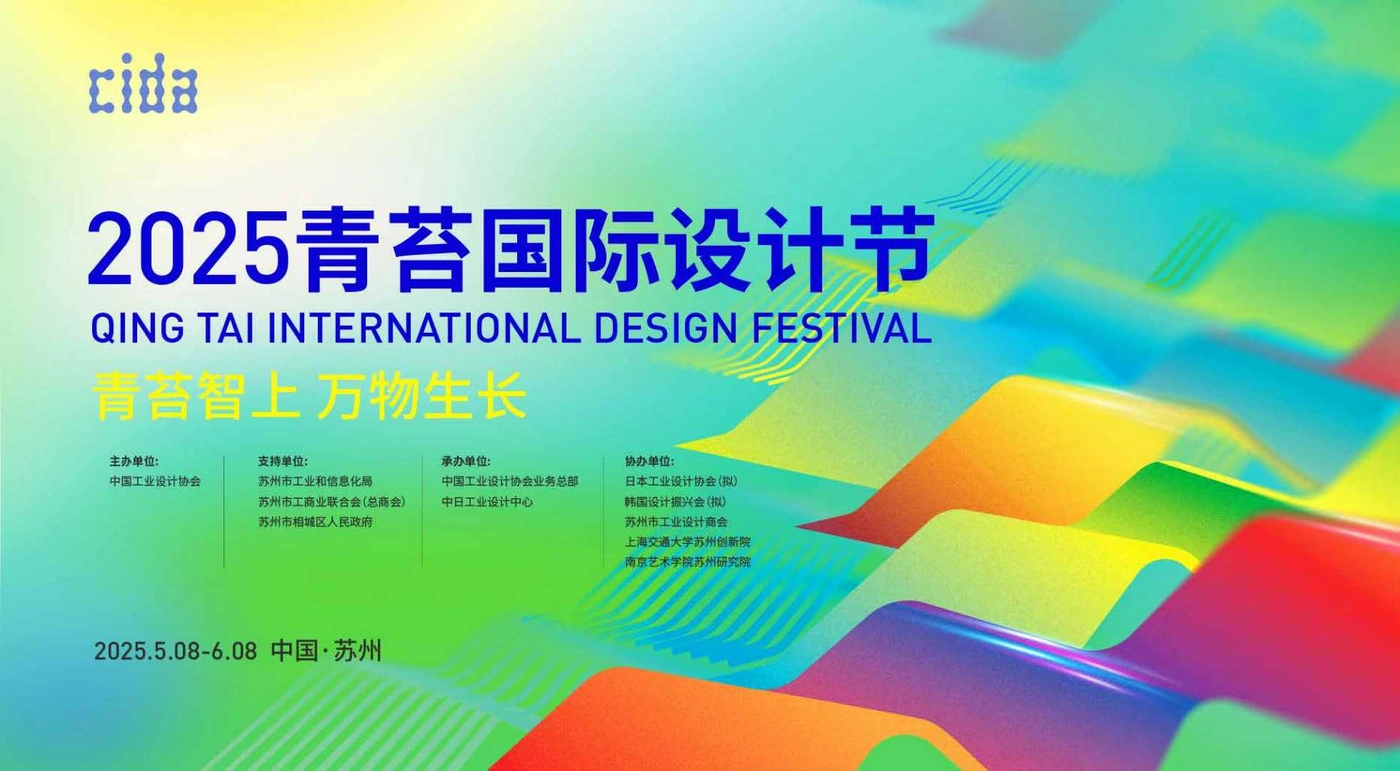 cida
2025青苔国际设计节
QING TAI INTERNATIONAL DESIGN FESTIVAL
青苔智上 万物生长
主办单位:
中国工业设计协会
支持单位:
苏州市工业和信息化局
苏州市工商业联合会(总商会)
苏州市相城区人民政府
承办单位:
中国工业设计协会业务总部
中日工业设计中心
协办单位:
日本工业设计协会(拟)
韩国设计振兴会(拟)
苏州市工业设计商会
上海交通大学苏州创新院
南京艺术学院苏州研究院
2025.5.08-6.08 中国·苏州